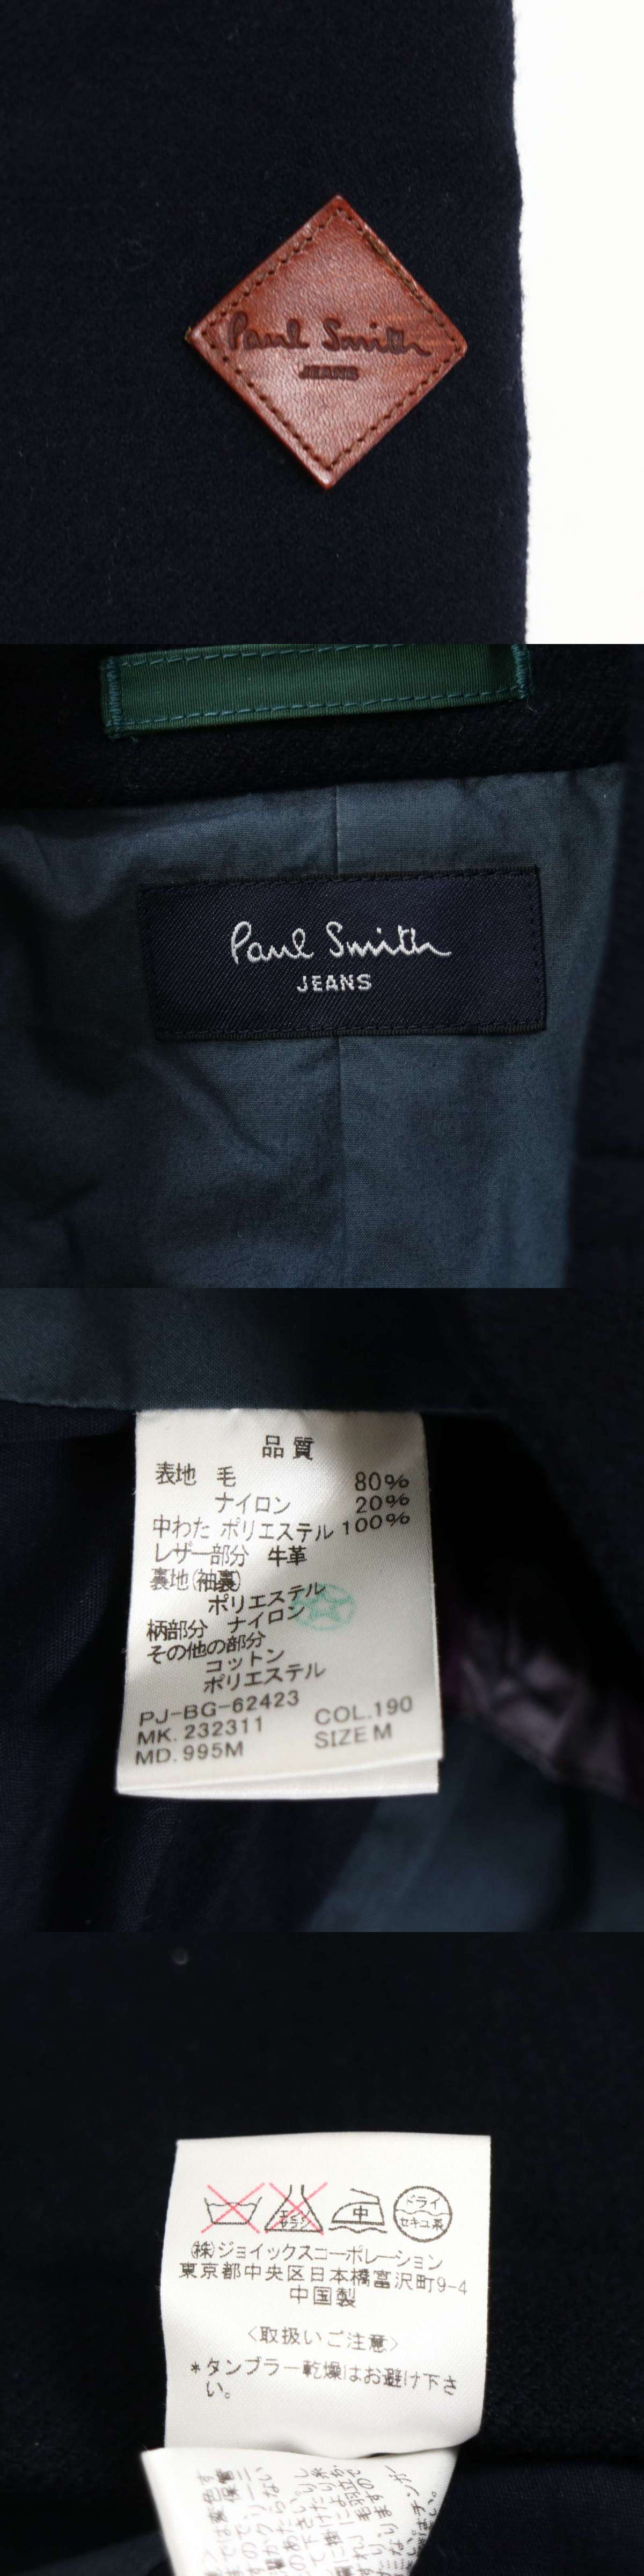 Paul Smith
JEANS
Paul Smith
JEANS
品質
表地 毛 80%
ナイロン 20%
中わた ポリエステル 100%
レザー部分 牛革
裏地(袖裏)
ポリエステル
柄部分 ナイロン
その他の部分
コットン
ポリエステル
PJ-BG-62423
MK. 232311 COL.190
MD. 995M SIZE M
エンソ サラシ
中
ドライ
セキユ系
㈱ジョイックスコーポレーション
東京都中央区日本橋富沢町9-4
中国製
〈取扱いご注意〉
*タンブラー乾燥はお避け下さ
い。